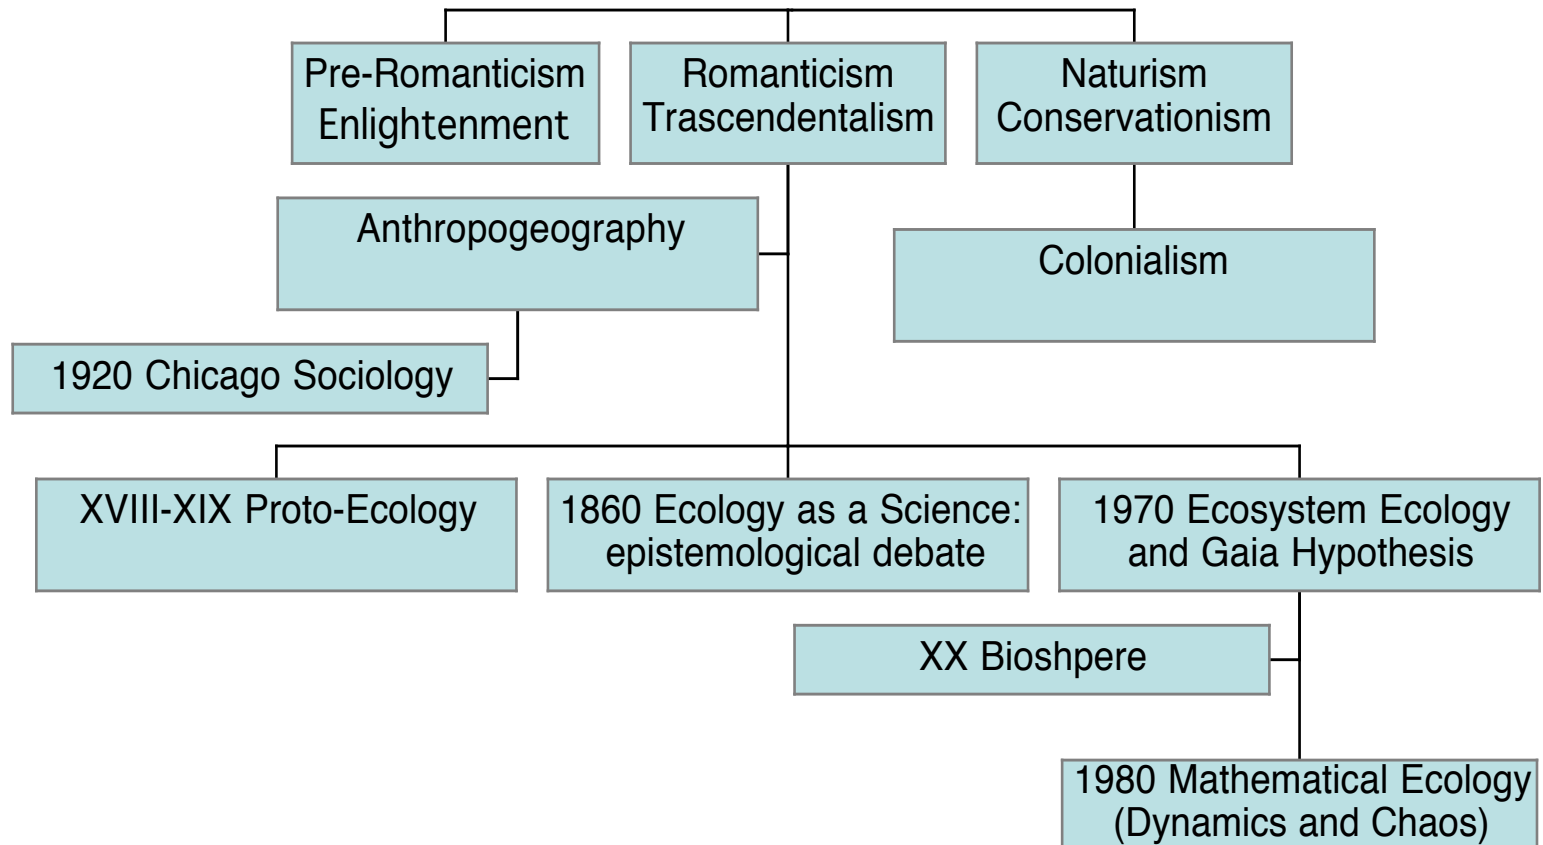 Pre-Romanticism
Enlightenment
Romanticism
Trascendentalism
Naturism
Conservationism
Anthropogeography
Colonialism
1920 Chicago Sociology
XVIII-XIX Proto-Ecology
1860 Ecology as a Science:
epistemological debate
1970 Ecosystem Ecology
and Gaia Hypothesis
XX Bioshpere
1980 Mathematical Ecology
(Dynamics and Chaos)